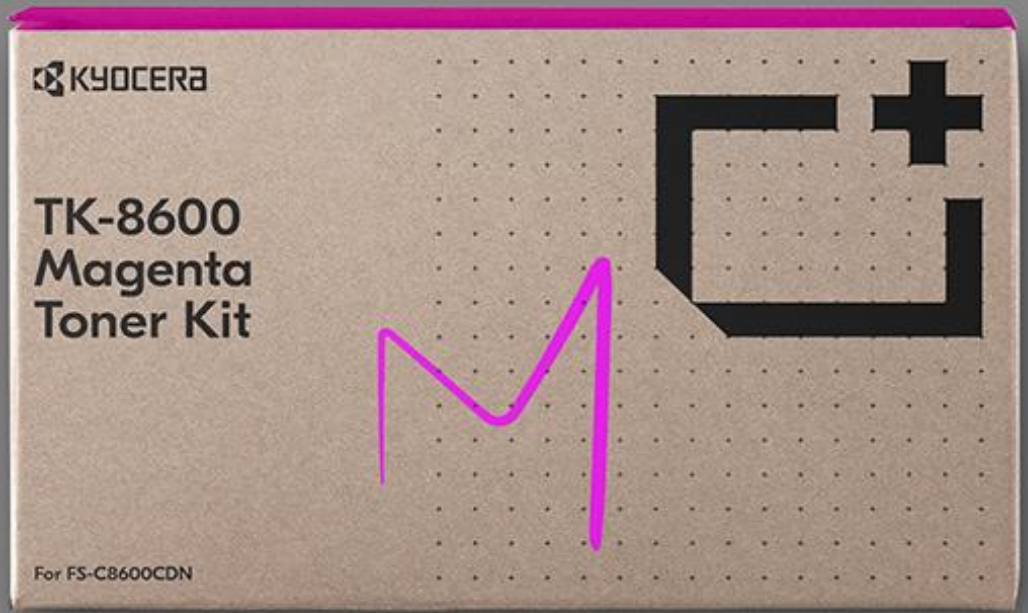 KYOCERA
TK-8600
Magenta
Toner Kit
M
For FS-C8600CDN